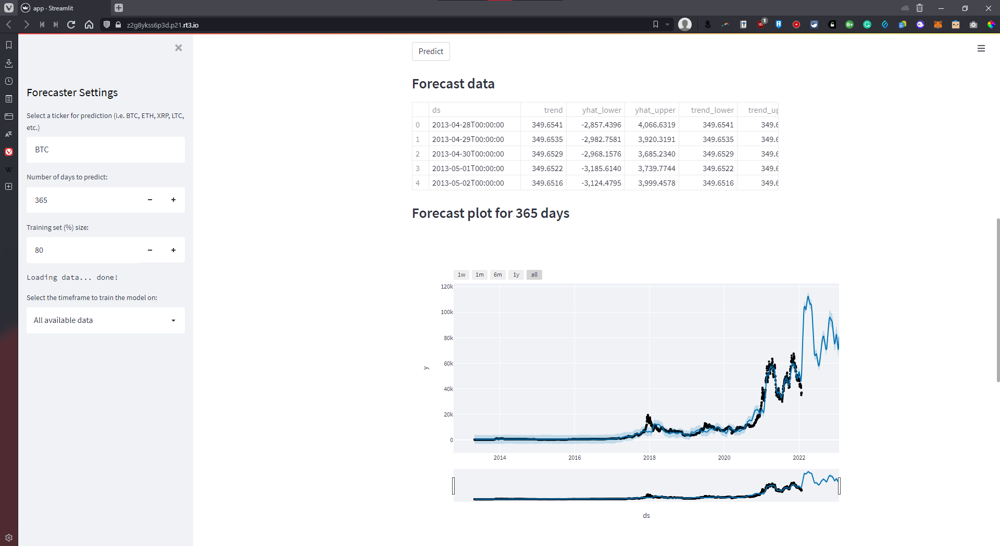 app · Streamlit
z2g8ykss6p3d.p21.rt3.io
1
Forecaster Settings
Select a ticker for prediction (i.e. BTC, ETH, XRP, LTC,
etc.)
BTC
Number of days to predict:
365
Training set (%) size:
80
Loading data... done!
Select the timeframe to train the model on:
All available data
Predict
Forecast data
ds trend yhat_lower yhat_upper trend_lower trend_up
0 2013-04-28T00:00:00 349.6541 -2,857.4396 4,066.6319 349.6541 349.6
1 2013-04-29T00:00:00 349.6535 -2,982.7581 3,920.3191 349.6535 349.6
2 2013-04-30T00:00:00 349.6529 -2,968.1576 3,685.2340 349.6529 349.6
3 2013-05-01T00:00:00 349.6522 -3,185.6140 3,739.7744 349.6522 349.6
4 2013-05-02T00:00:00 349.6516 -3,124.4795 3,999.4578 349.6516 349.6
Forecast plot for 365 days
1w 1m 6m 1y all
120k
100k
80k
60k
40k
20k
0
y
2014 2016 2018 2020 2022
ds